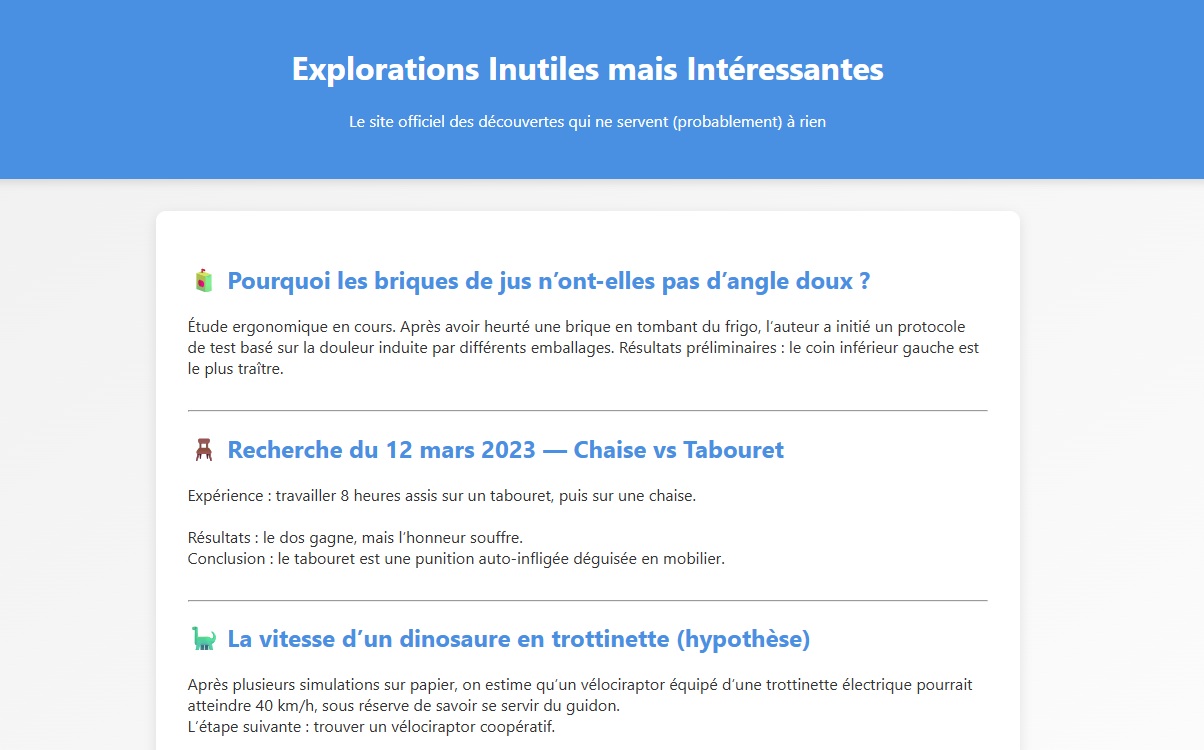 Explorations Inutiles mais Intéressantes
Le site officiel des découvertes qui ne servent (probablement) à rien
Pourquoi les briques de jus n’ont-elles pas d’angle doux ?
Étude ergonomique en cours. Après avoir heurté une brique en tombant du frigo, l’auteur a initié un protocole
de test basé sur la douleur induite par différents emballages. Résultats préliminaires : le coin inférieur gauche est
le plus traître.
Recherche du 12 mars 2023 — Chaise vs Tabouret
Expérience : travailler 8 heures assis sur un tabouret, puis sur une chaise.
Résultats : le dos gagne, mais l’honneur souffre.
Conclusion : le tabouret est une punition auto-infligée déguisée en mobilier.
La vitesse d’un dinosaure en trottinette (hypothèse)
Après plusieurs simulations sur papier, on estime qu’un vélociraptor équipé d’une trottinette électrique pourrait
atteindre 40 km/h, sous réserve de savoir se servir du guidon.
L’étape suivante : trouver un vélociraptor coopératif.